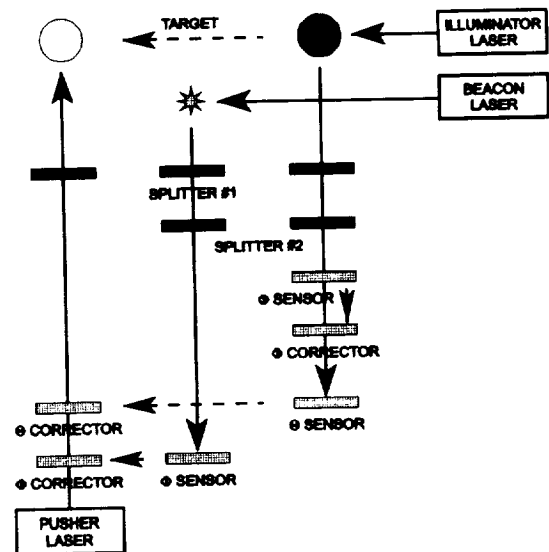 TARGET
ILLUMINATOR
LASER
BEACON
LASER
SPLITTER #1
SPLITTER #2
Φ SENSOR
Φ CORRECTOR
Θ CORRECTOR
Θ SENSOR
Φ CORRECTOR
Φ SENSOR
PUSHER
LASER